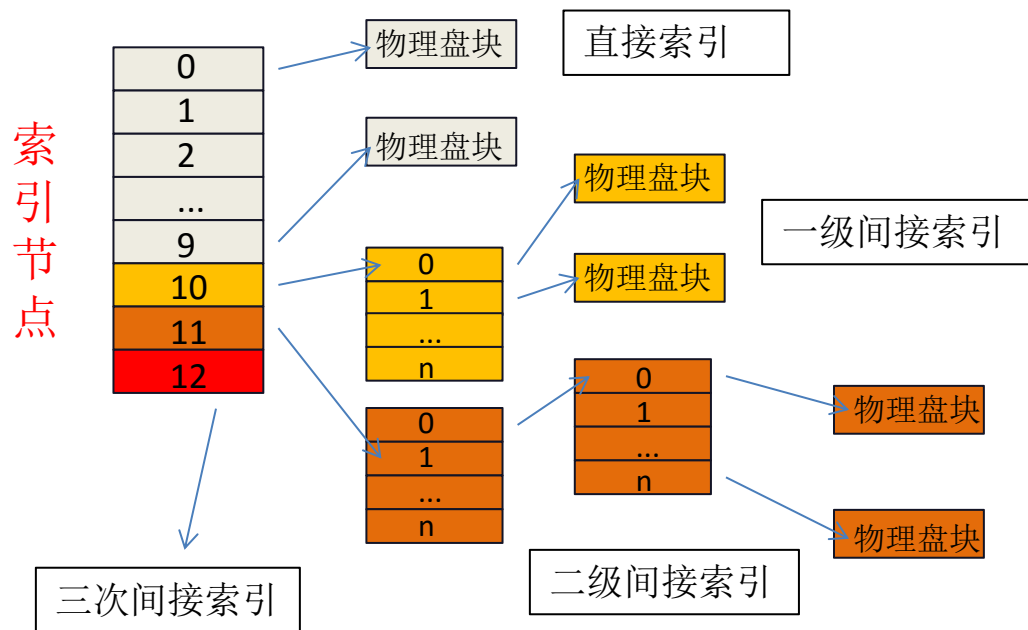 索引节点
0
1
2
...
9
10
11
12
物理盘块
直接索引
物理盘块
0
1
...
n
物理盘块
物理盘块
一级间接索引
0
1
...
n
0
1
...
n
物理盘块
物理盘块
二级间接索引
三次间接索引